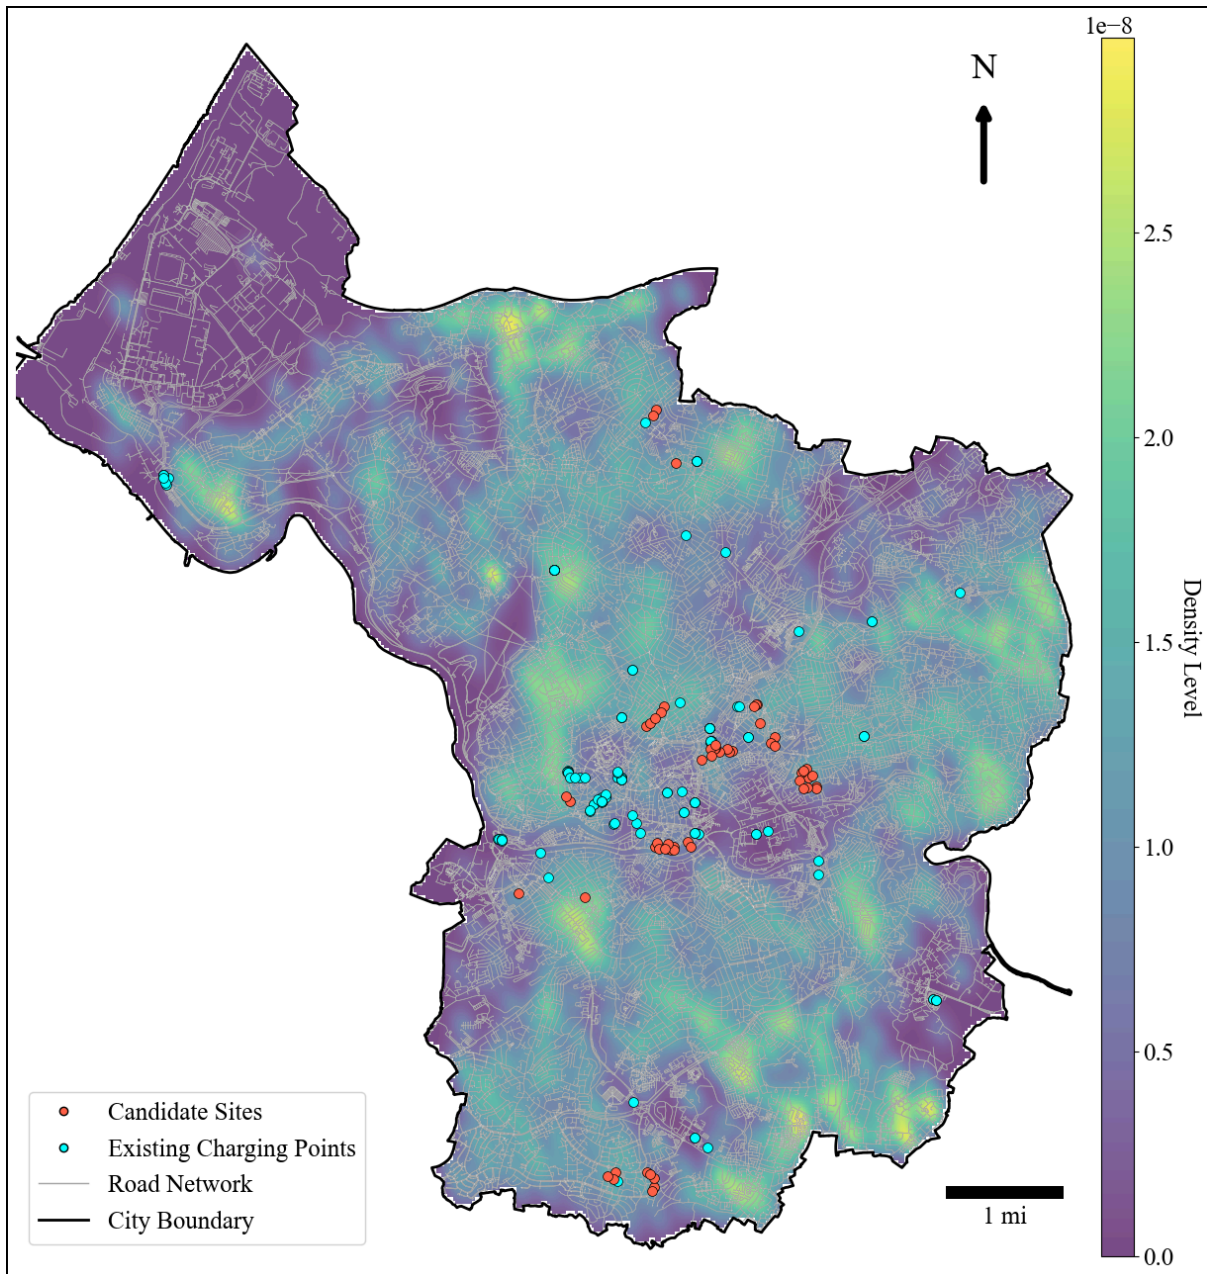 1e−8
N
2.5
2.0
1.5
1.0
0.5
0.0
Density Level
Candidate Sites
Existing Charging Points
Road Network
City Boundary
1 mi